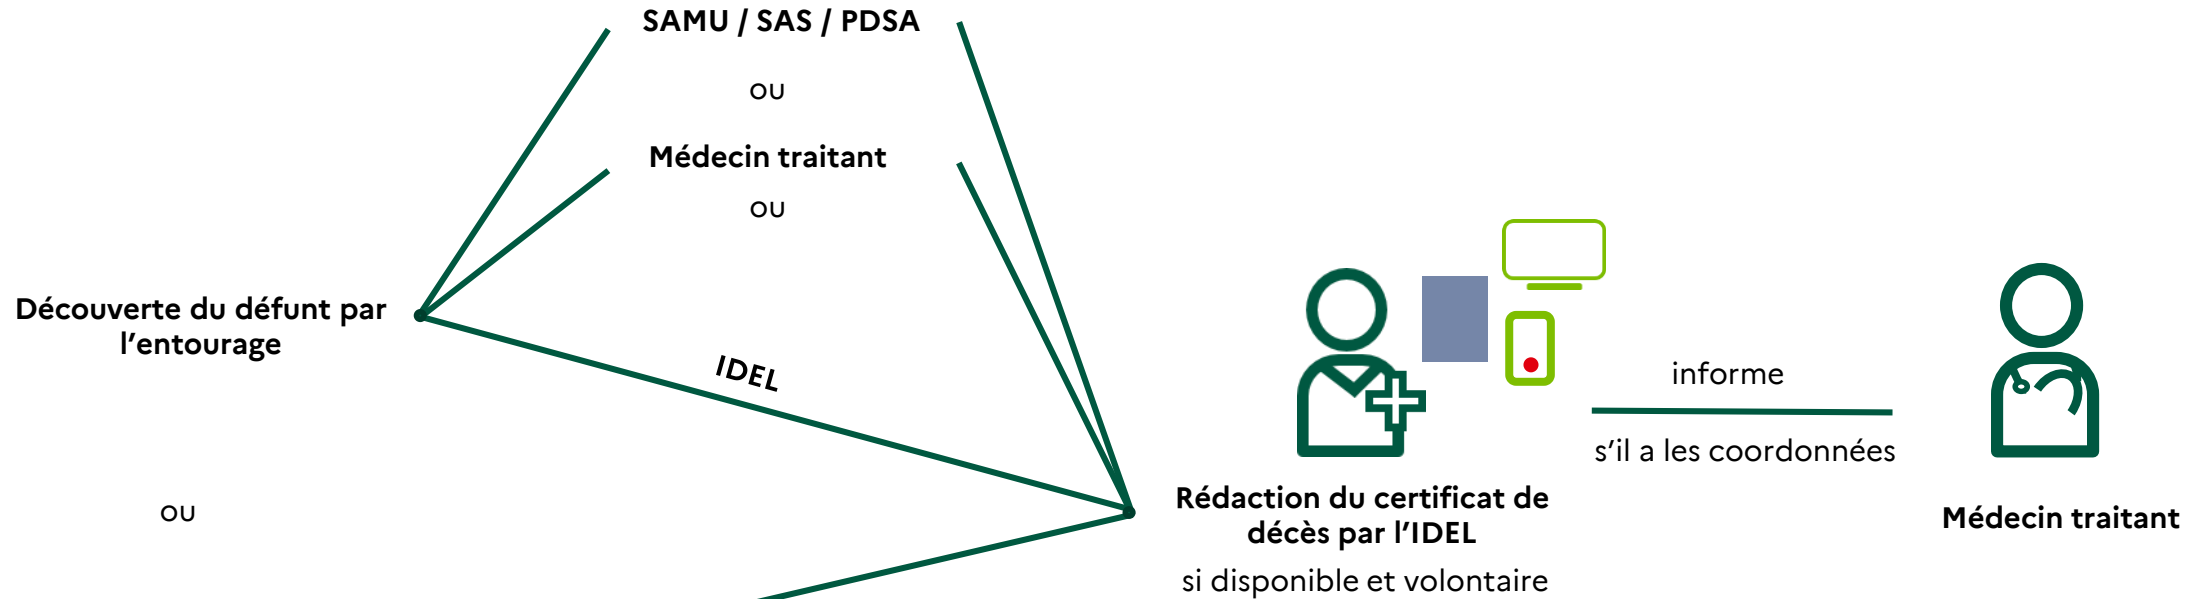 SAMU / SAS / PDSA
ou
Médecin traitant
ou
Découverte du défunt par
l'entourage
IDEL
ou
Rédaction du certificat de
décès par l'IDEL
si disponible et volontaire
informe
s'il a les coordonnées
Médecin traitant